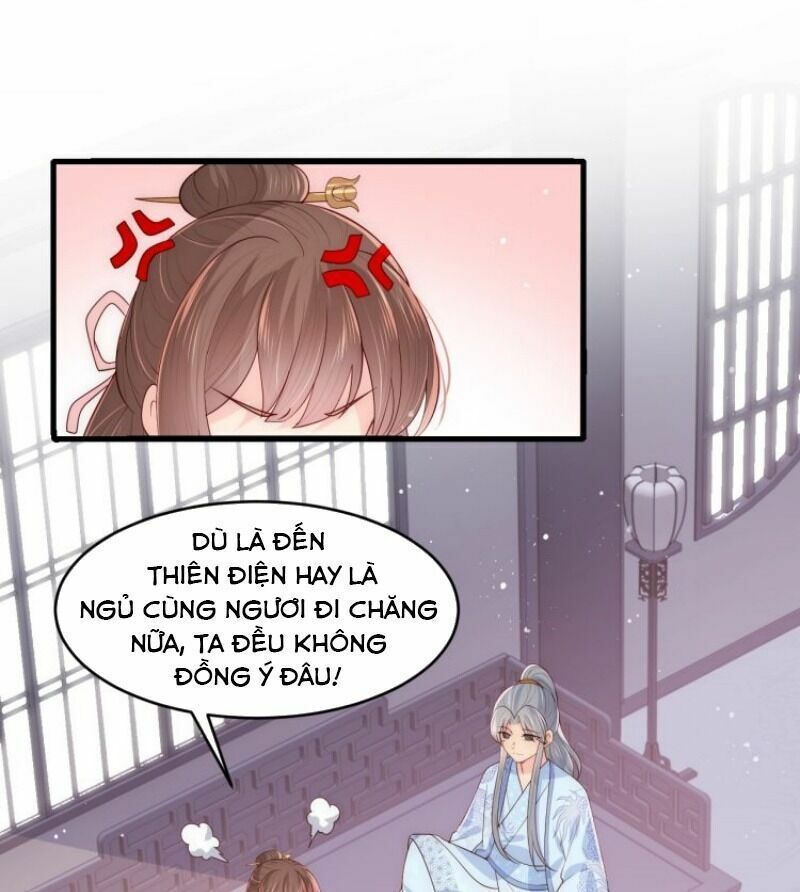 DÙ LÀ ĐẾN
THIÊN ĐIỆN HAY LÀ
NGỦ CÙNG NGƯƠI ĐI CHĂNG
NỮA, TA ĐỀU KHÔNG
ĐỒNG Ý ĐÂU!